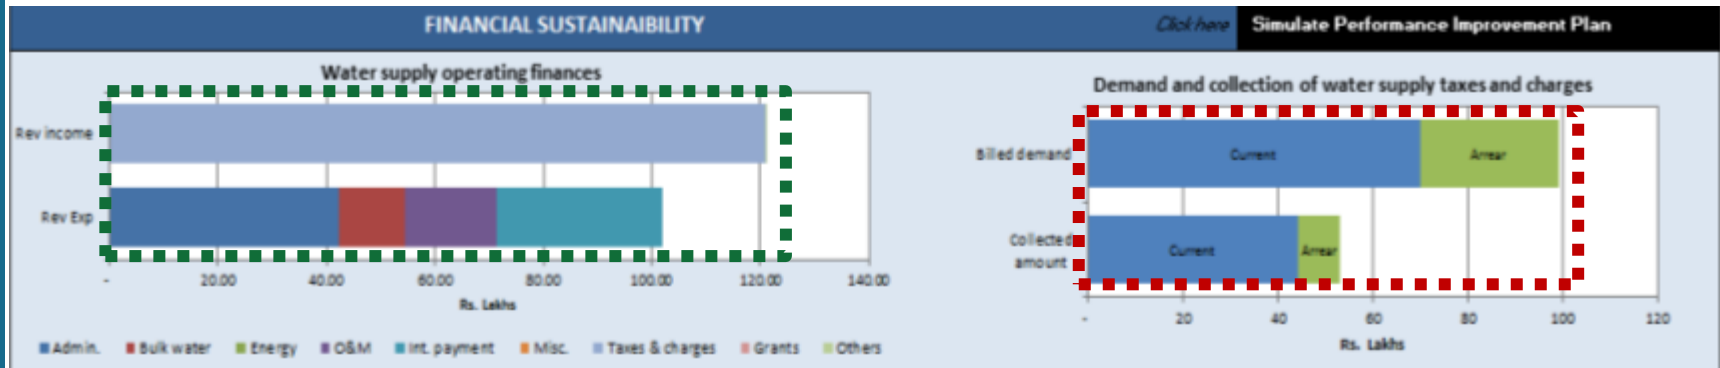 FINANCIAL SUSTAINAIBILITY
Click here
Simulate Performance Improvement Plan
Water supply operating finances
Rev income
Rev Exp
- 20.00 40.00 60.00 80.00 100.00 120.00 140.00
Rs. Lakhs
Admin. Bulk water Energy O&M Int. payment Misc. Taxes & charges Grants Others
Demand and collection of water supply taxes and charges
Billed demand
Current Arrear
Collected
amount
Current Arrear
- 20 40 60 80 100 120
Rs. Lakhs